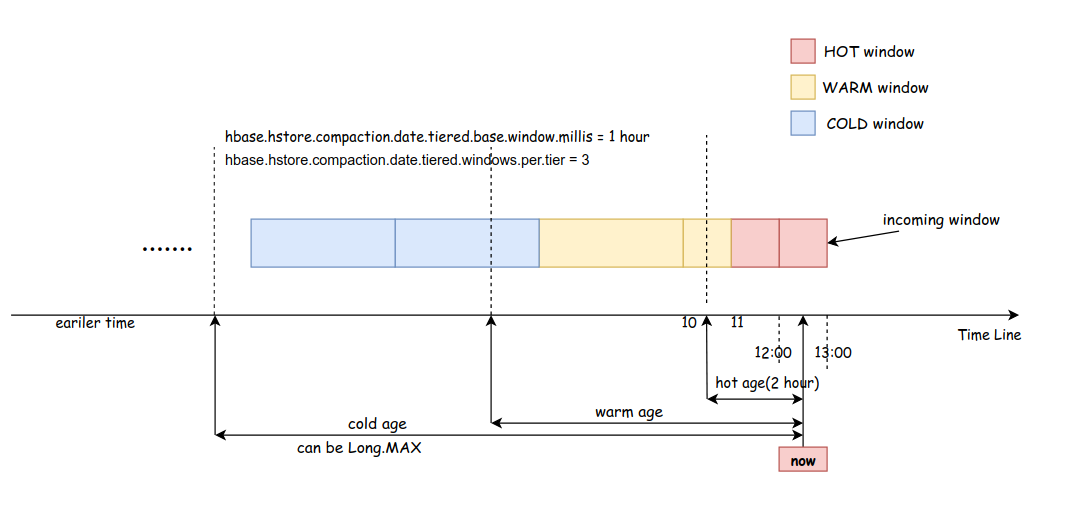 HOT window
WARM window
COLD window
hbase.hstore.compaction.date.tiered.base.window.millis = 1 hour
hbase.hstore.compaction.date.tiered.windows.per.tier = 3
incoming window
.......
eariler time
10
11
Time Line
12:00
13:00
hot age(2 hour)
warm age
cold age
can be Long.MAX
now